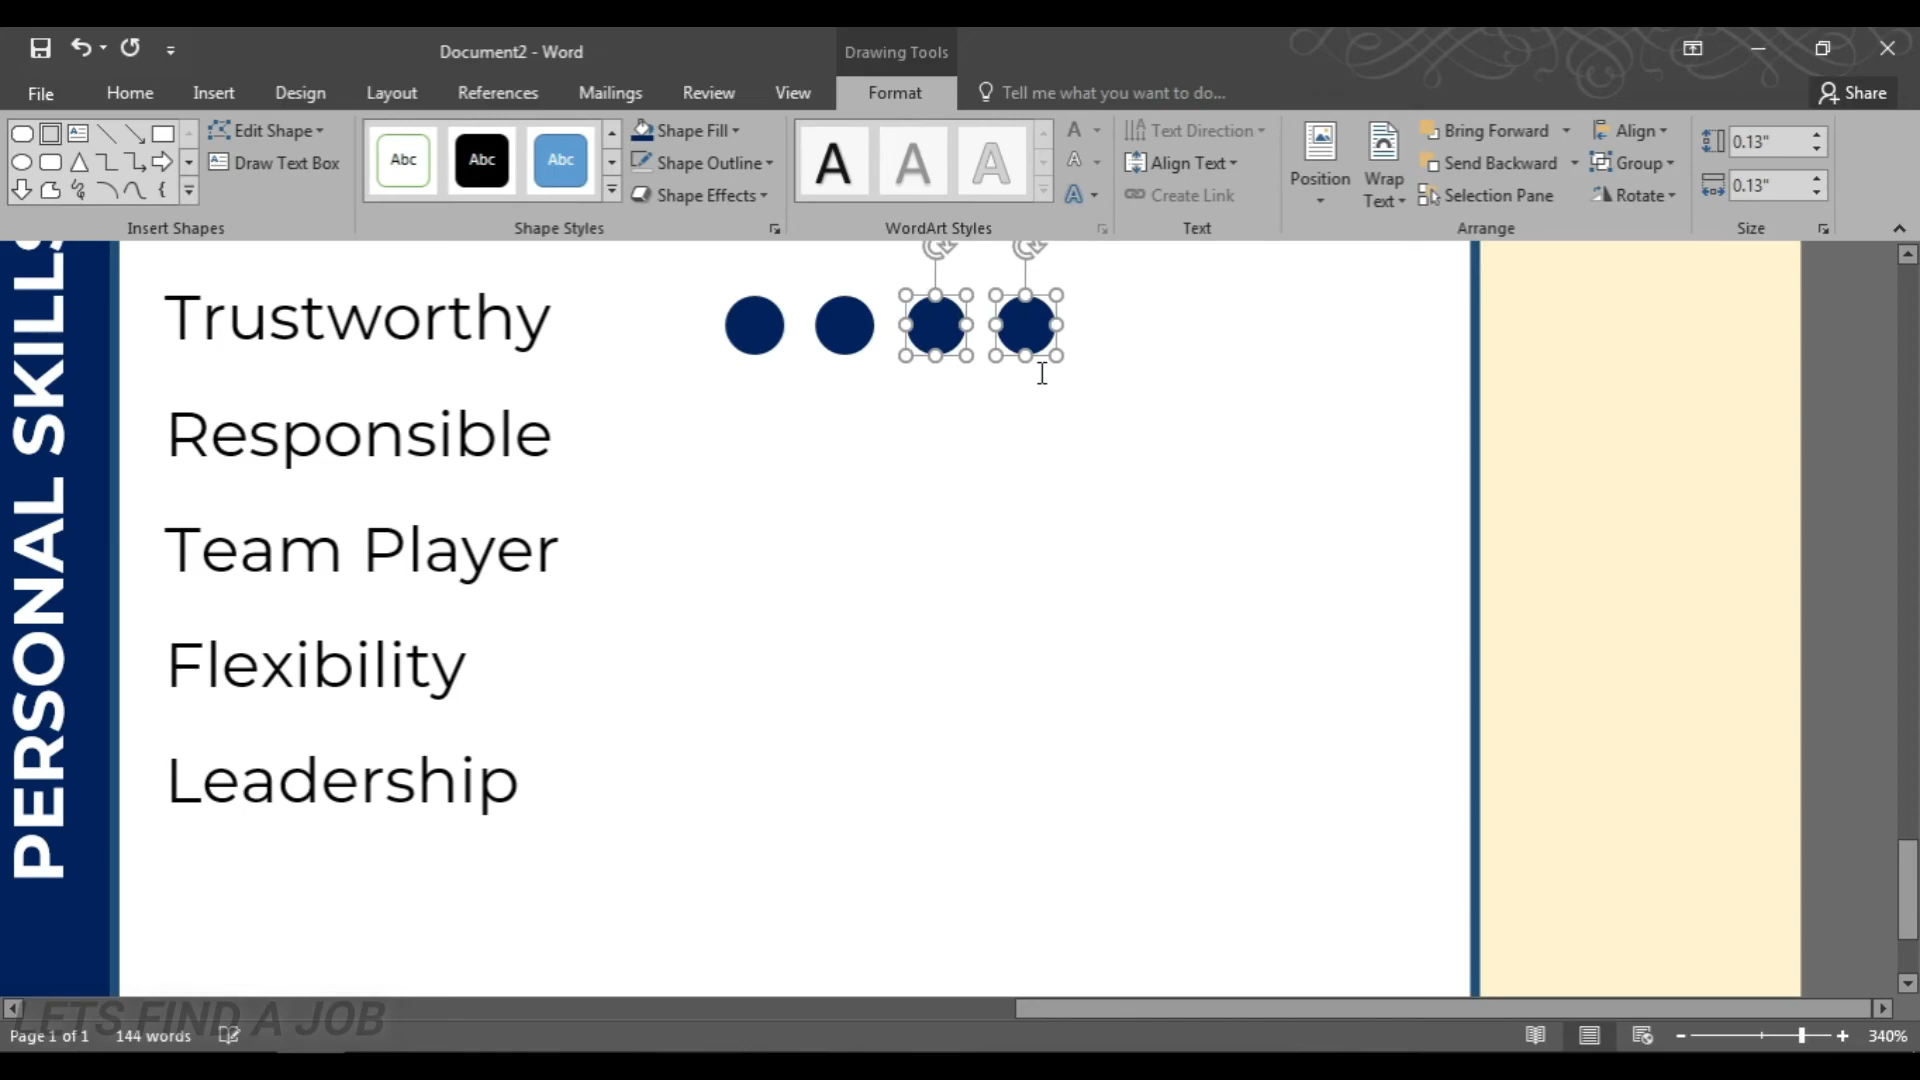 Document2 - Word
Drawing Tools
File Home Insert Design Layout References Mailings Review View Format Tell me what you want to do... Share
Edit Shape
Draw Text Box
Insert Shapes
Abc Abc Abc
Shape Fill
Shape Outline
Shape Effects
Shape Styles
A A A
A
A
A
WordArt Styles
Text Direction
Align Text
Create Link
Text
Position
Wrap
Text
Bring Forward
Send Backward
Selection Pane
Align
Group
Rotate
Arrange
0.13"
0.13"
Size
PERSONAL SKILLS
Trustworthy
Responsible
Team Player
Flexibility
Leadership
LETS FIND A JOB
Page 1 of 1 144 words
340%